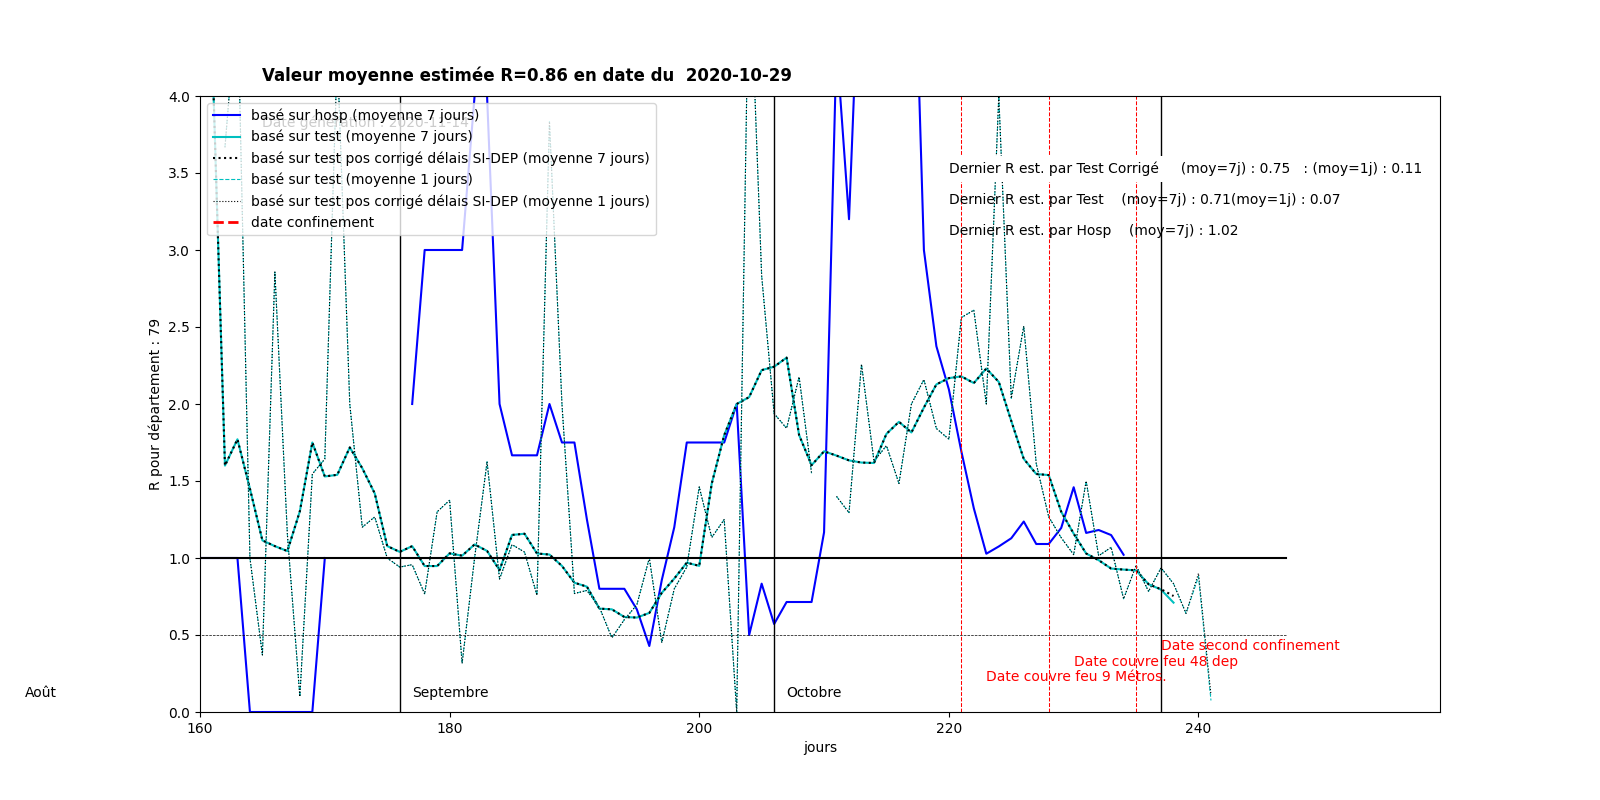 Valeur moyenne estimée R=0.86 en date du  2020-10-29
Date génération : 2020-11-14
basé sur hosp (moyenne 7 jours)
basé sur test (moyenne 7 jours)
basé sur test pos corrigé délais SI-DEP (moyenne 7 jours)
basé sur test (moyenne 1 jours)
basé sur test pos corrigé délais SI-DEP (moyenne 1 jours)
date confinement
Dernier R est. par Test Corrigé (moy=7j) : 0.75 : (moy=1j) : 0.11
Dernier R est. par Test (moy=7j) : 0.71(moy=1j) : 0.07
Dernier R est. par Hosp (moy=7j) : 1.02
4.0
3.5
3.0
2.5
2.0
1.5
1.0
0.5
0.0
R pour département : 79
Date second confinement
Date couvre feu 48 dep
Date couvre feu 9 Métros.
Août
Septembre
Octobre
160
180
200
220
240
jours